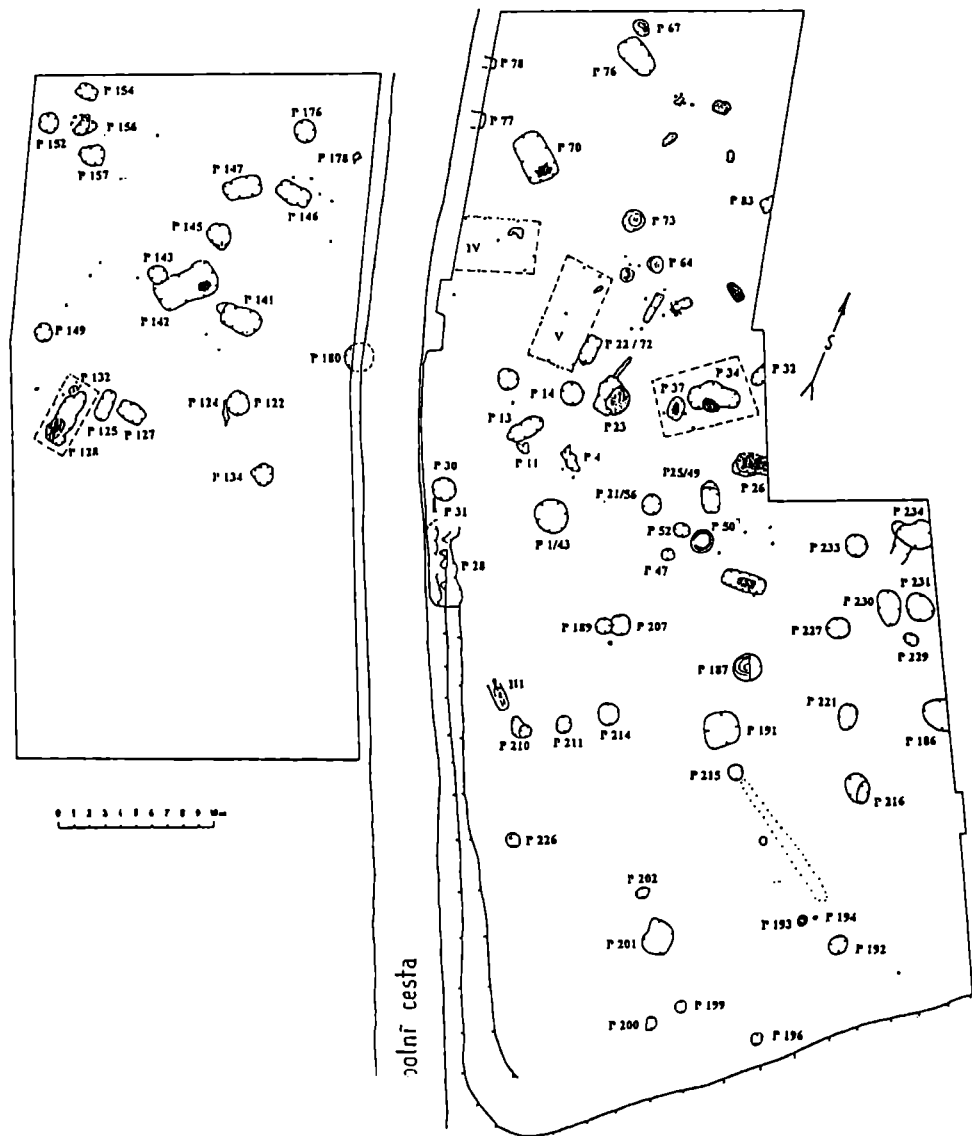 P 67
P 76
P 78
P 77
P 70
P 83
P 73
P 64
IV
V
P 22/72
P 14
P 13
P 23
P 37
P 34
P 32
S
P 11
P 4
P 30
P 31
P 28
P 1/43
P 21/56
P25/49
P 26
P 52
P 50
P 47
P 154
P 152
P 156
P 157
P 176
P 178
P 147
P 146
P 145
P 143
P 142
P 141
P 149
P 180
P 132
P 128
P 125
P 127
P 124
P 122
P 134
P 234
P 233
P 230
P 231
P 229
P 227
P 189
P 207
P 187
III
P 210
P 211
P 214
P 191
P 221
P 186
P 215
P 216
P 226
P 202
P 201
P 193
P 194
P 192
P 199
P 200
P 196
0 1 2 3 4 5 6 7 8 9 10m
polní cesta